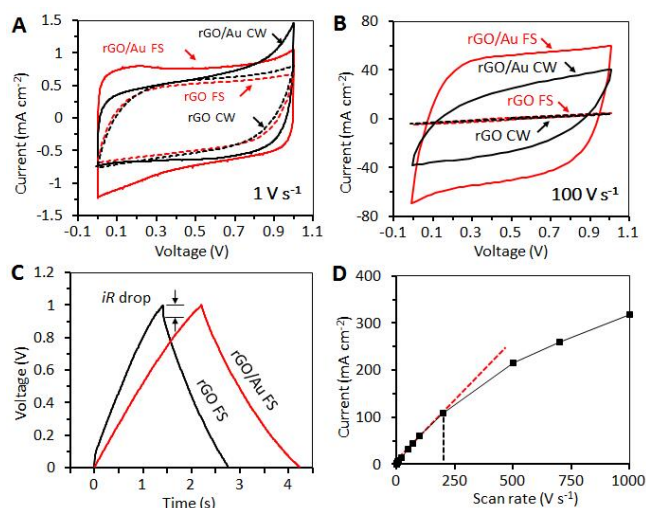 A
rGO/Au FS
rGO/Au CW
rGO FS
rGO CW
1 V s⁻¹
Current (mA cm⁻²)
1.5
1
0.5
0
-0.5
-1
-1.5
-0.1 0.1 0.3 0.5 0.7 0.9 1.1
Voltage (V)
B
rGO/Au FS
rGO/Au CW
rGO FS
rGO CW
100 V s⁻¹
Current (mA cm⁻²)
80
40
0
-40
-80
-0.1 0.1 0.3 0.5 0.7 0.9 1.1
Voltage (V)
C
iR drop
rGO FS
rGO/Au FS
Voltage (V)
1.2
1
0.8
0.6
0.4
0.2
0
0 1 2 3 4
Time (s)
D
Current (mA cm⁻²)
400
300
200
100
0
0 250 500 750 1000
Scan rate (V s⁻¹)